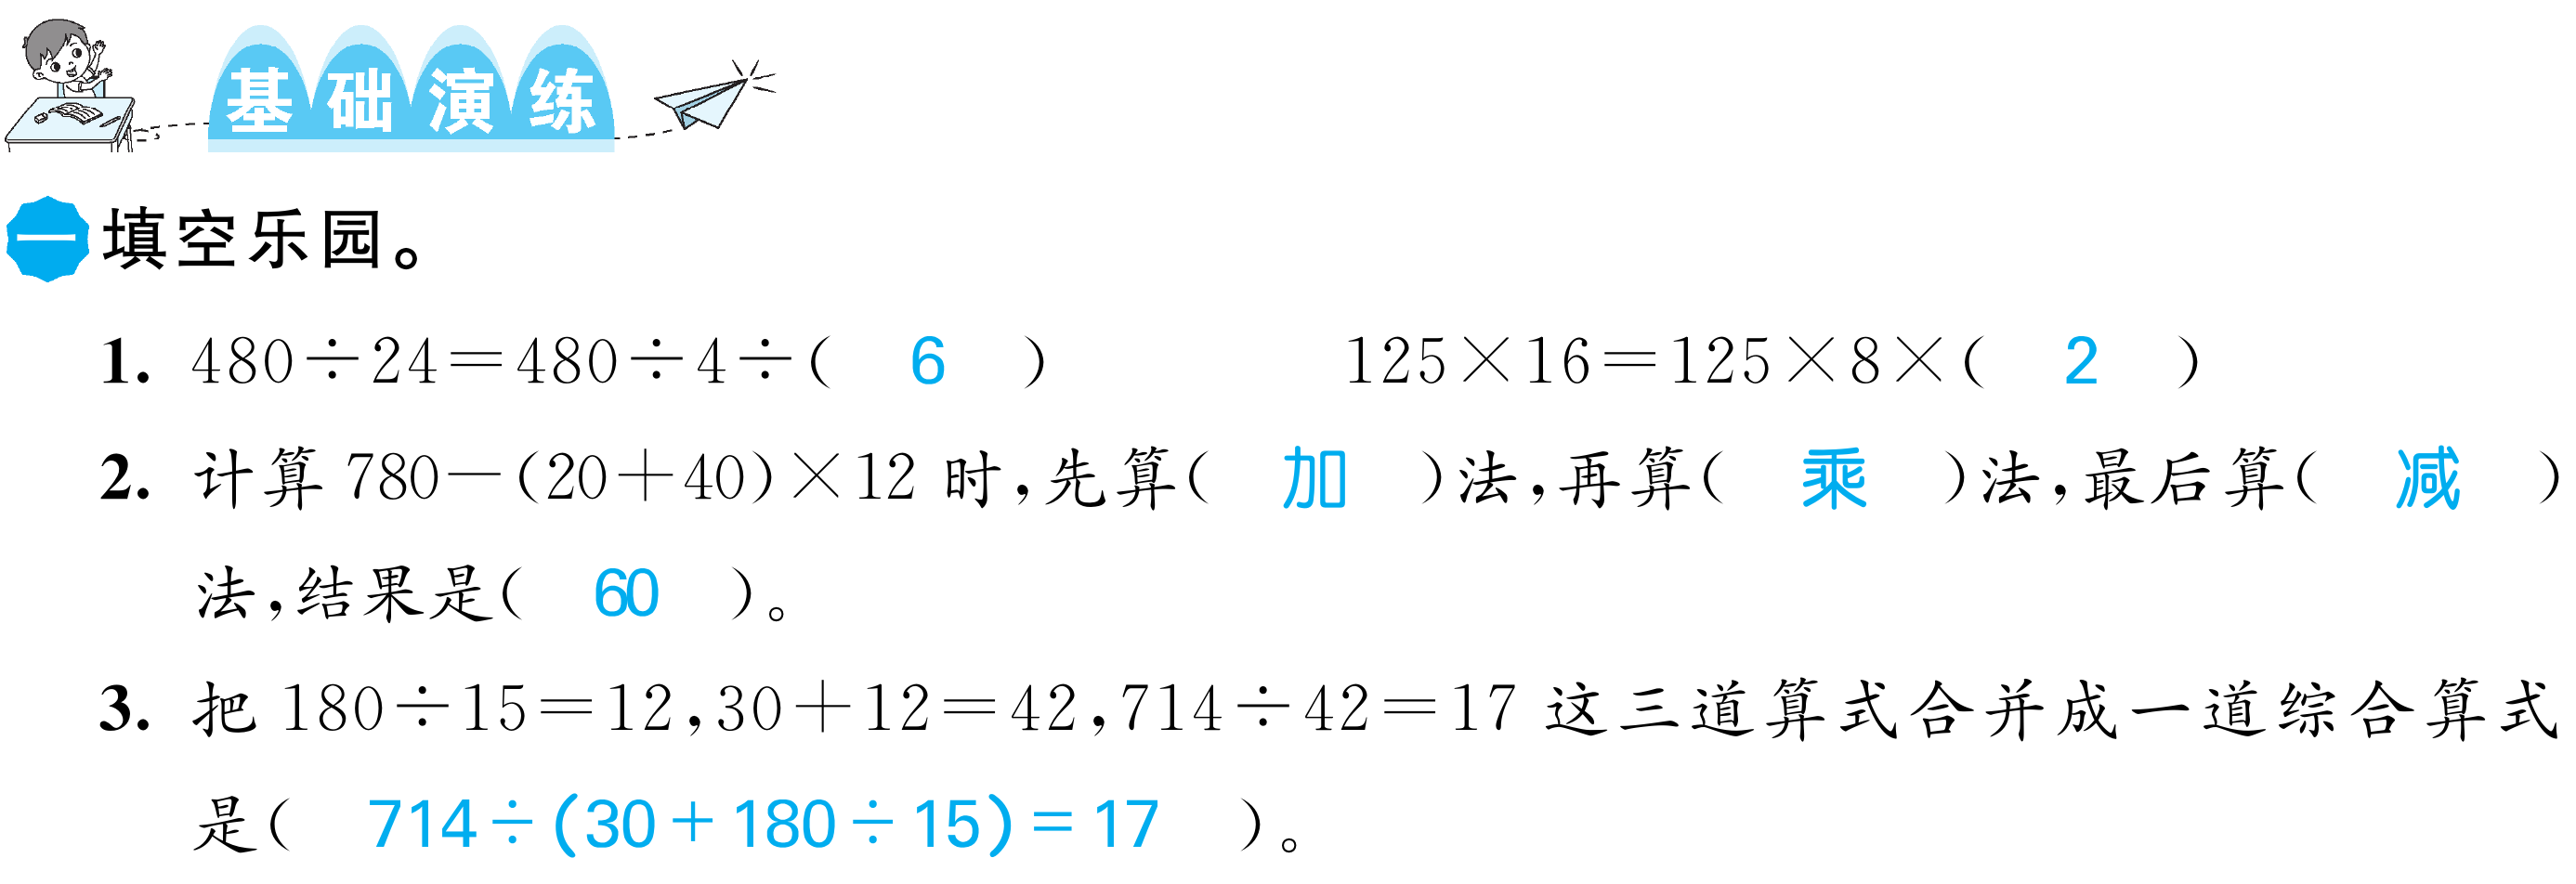 基础演练
一 填空乐园。
1. 480÷24=480÷4÷( 6 ) 125×16=125×8×( 2 )
2. 计算 780－(20＋40)×12 时,先算( 加 )法,再算( 乘 )法,最后算( 减 )
法,结果是( 60 )。
3. 把 180÷15=12,30＋12=42,714÷42=17 这三道算式合并成一道综合算式
是( 714÷(30＋180÷15)=17 )。